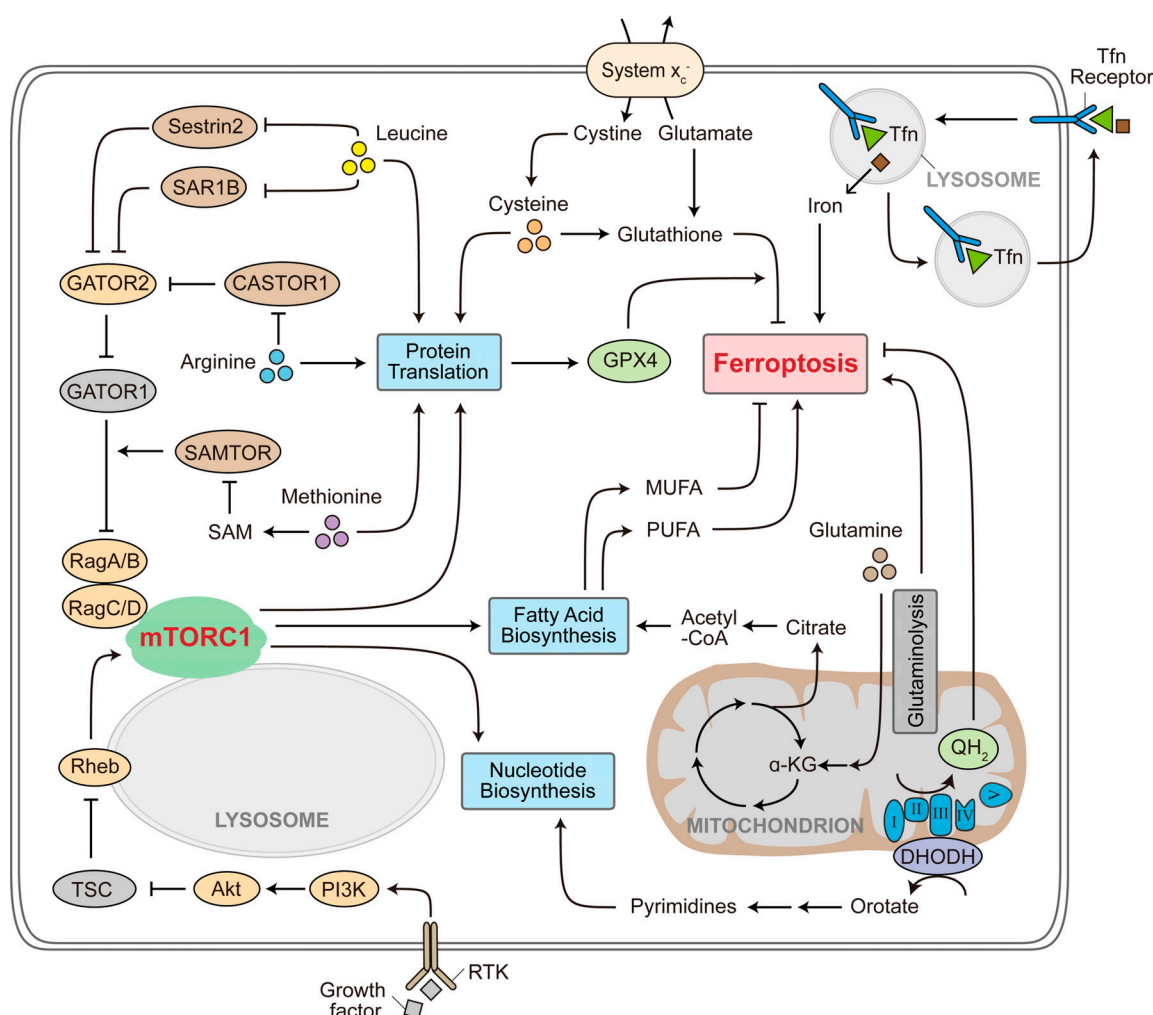 System x_c^-
Tfn
Receptor
Sestrin2
Leucine
Cystine
Glutamate
Tfn
LYSOSOME
SAR1B
Cysteine
Iron
Glutathione
Tfn
GATOR2
CASTOR1
Arginine
Protein
Translation
GPX4
Ferroptosis
GATOR1
SAMTOR
Methionine
MUFA
SAM
PUFA
Glutamine
RagA/B
RagC/D
mTORC1
Fatty Acid
Biosynthesis
Acetyl
-CoA
Citrate
Glutaminolysis
Rheb
Nucleotide
Biosynthesis
α-KG
QH₂
LYSOSOME
MITOCHONDRION
I
II
III
IV
V
DHODH
TSC
Akt
PI3K
Pyrimidines
Orotate
RTK
Growth
factor